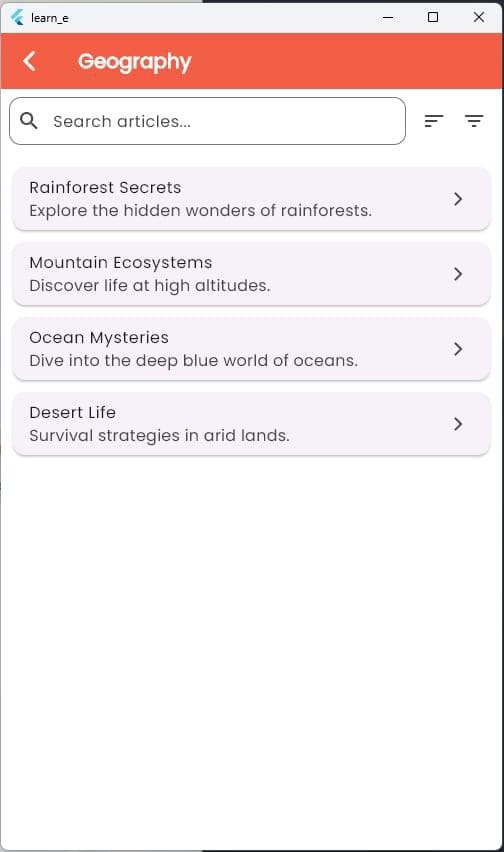 learn_e
Geography
Search articles...
Rainforest Secrets
Explore the hidden wonders of rainforests.
Mountain Ecosystems
Discover life at high altitudes.
Ocean Mysteries
Dive into the deep blue world of oceans.
Desert Life
Survival strategies in arid lands.